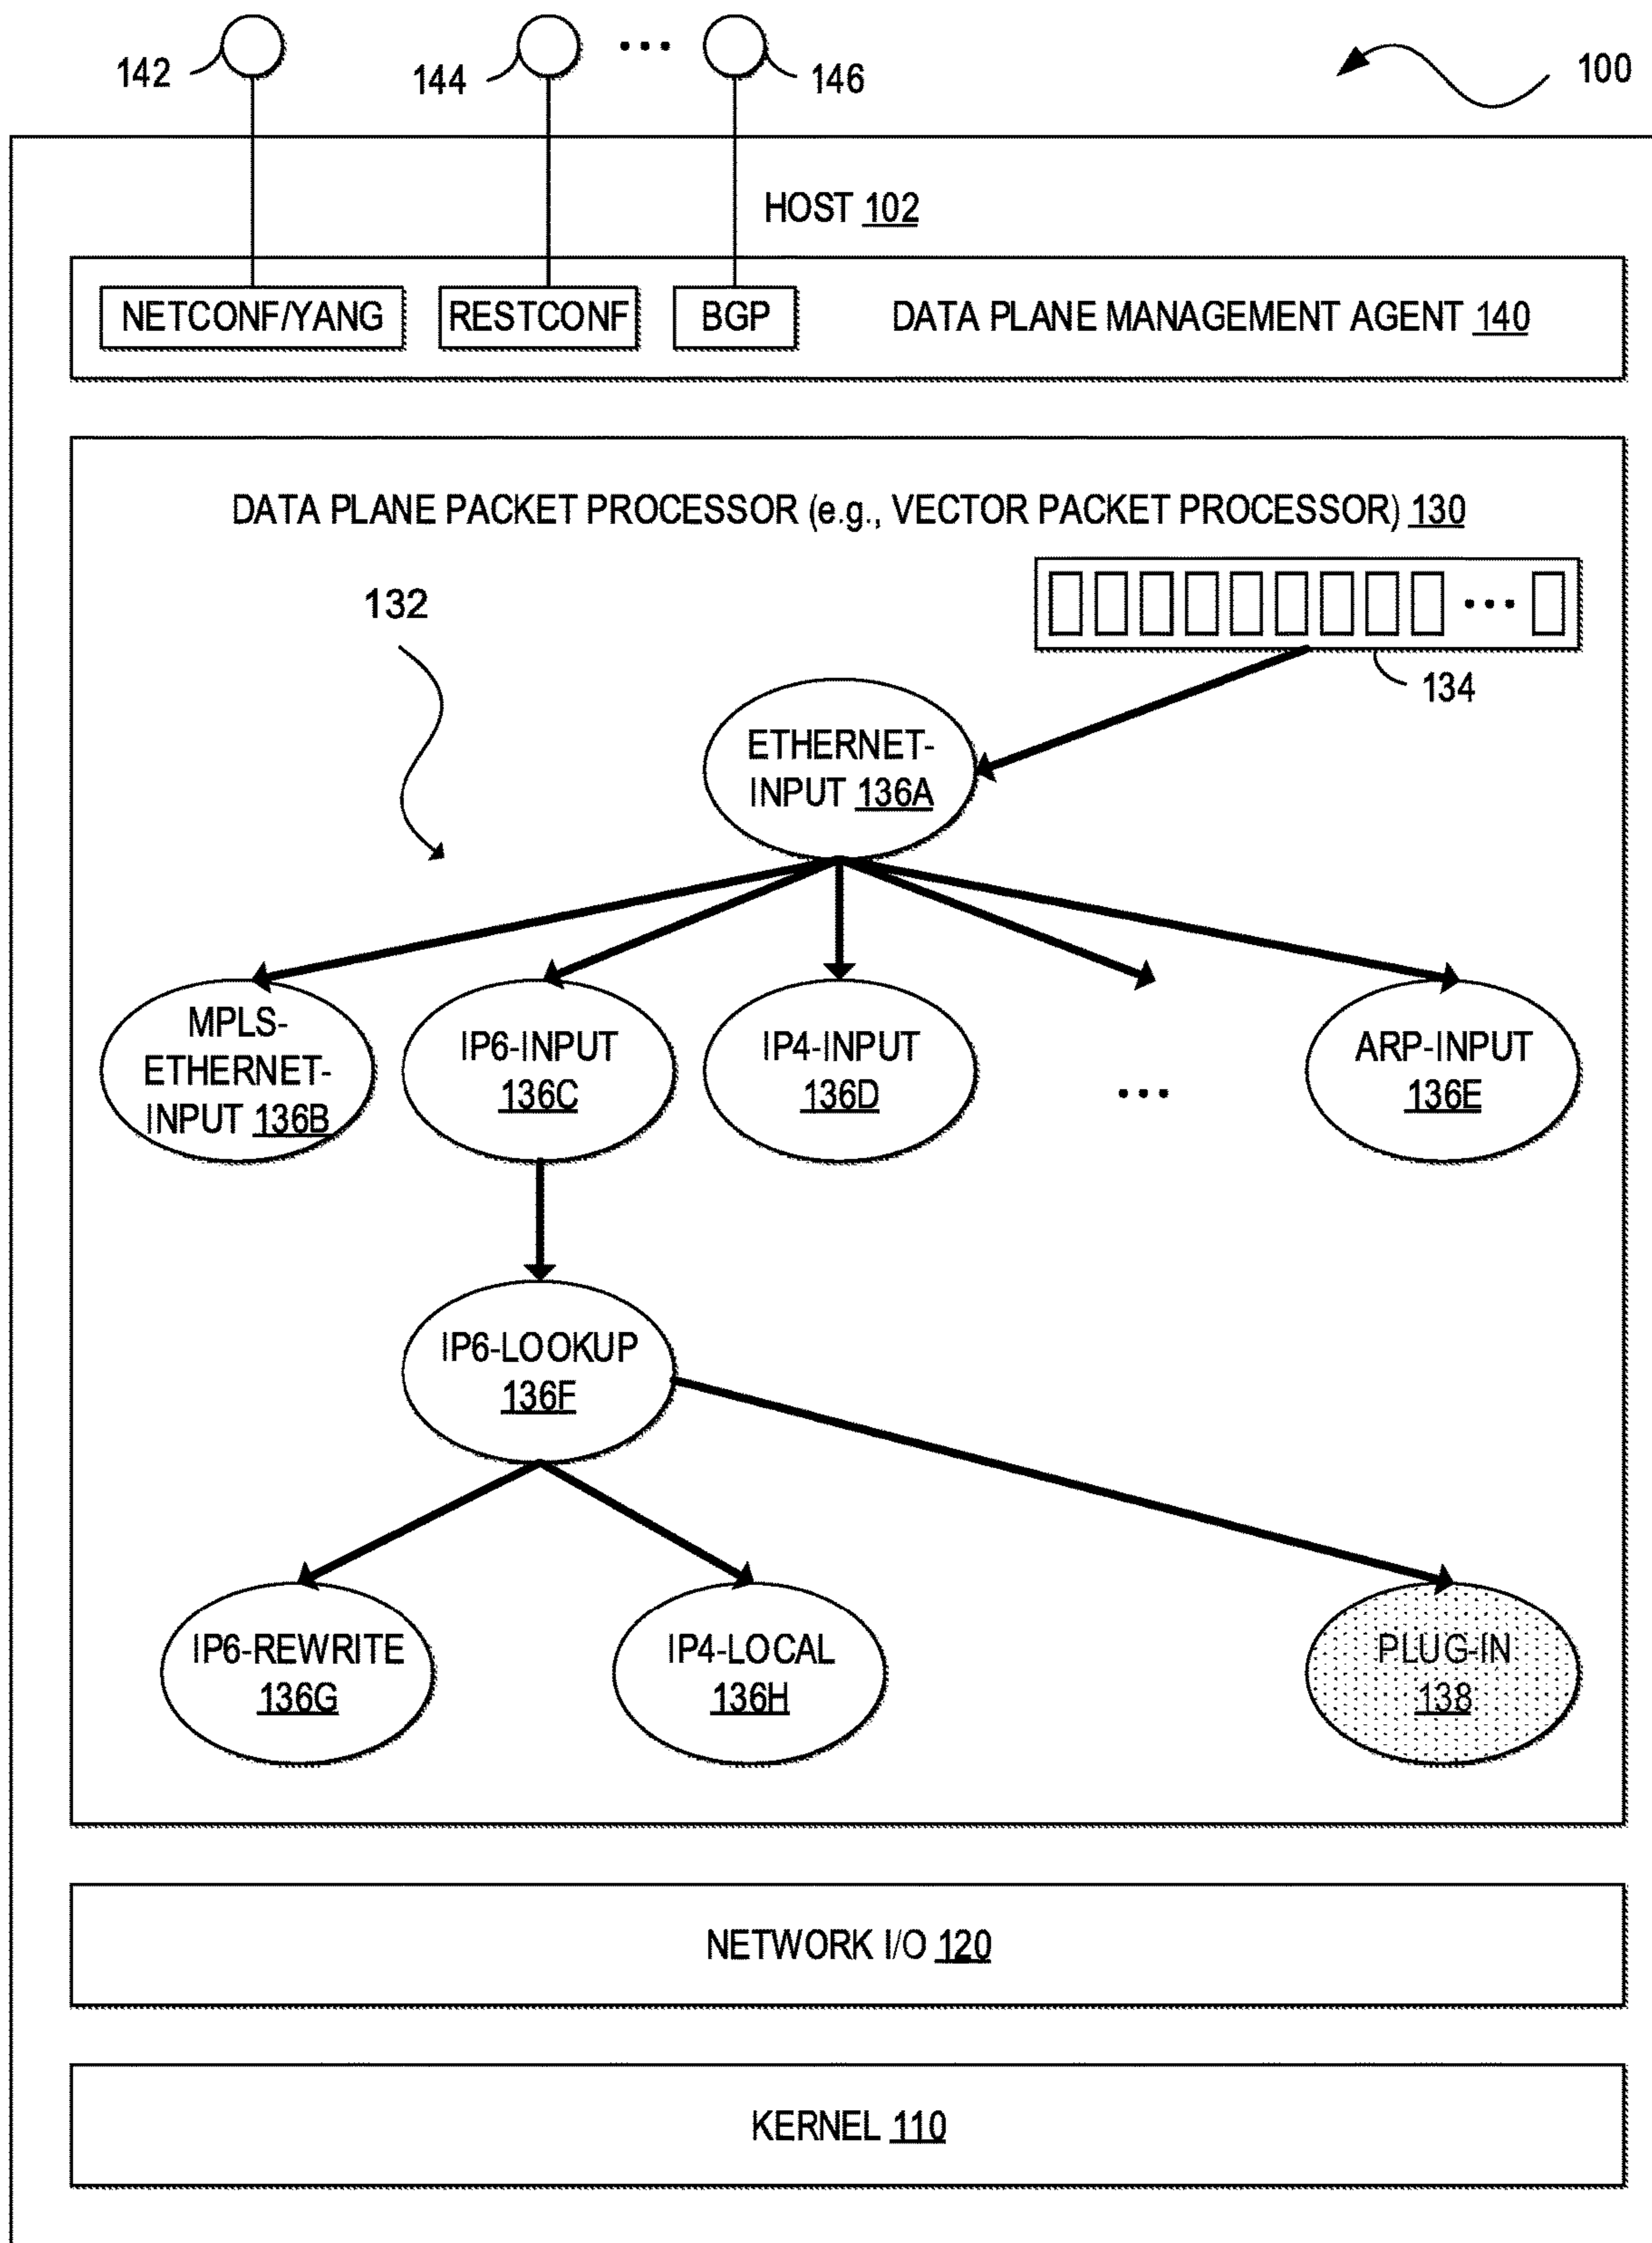 142
144
146
100
HOST 102
NETCONF/YANG
RESTCONF
BGP
DATA PLANE MANAGEMENT AGENT 140
DATA PLANE PACKET PROCESSOR (e.g., VECTOR PACKET PROCESSOR) 130
132
134
ETHERNET-
INPUT 136A
MPLS-
ETHERNET-
INPUT 136B
IP6-INPUT
136C
IP4-INPUT
136D
...
ARP-INPUT
136E
IP6-LOOKUP
136F
IP6-REWRITE
136G
IP4-LOCAL
136H
PLUG-IN
138
NETWORK I/O 120
KERNEL 110